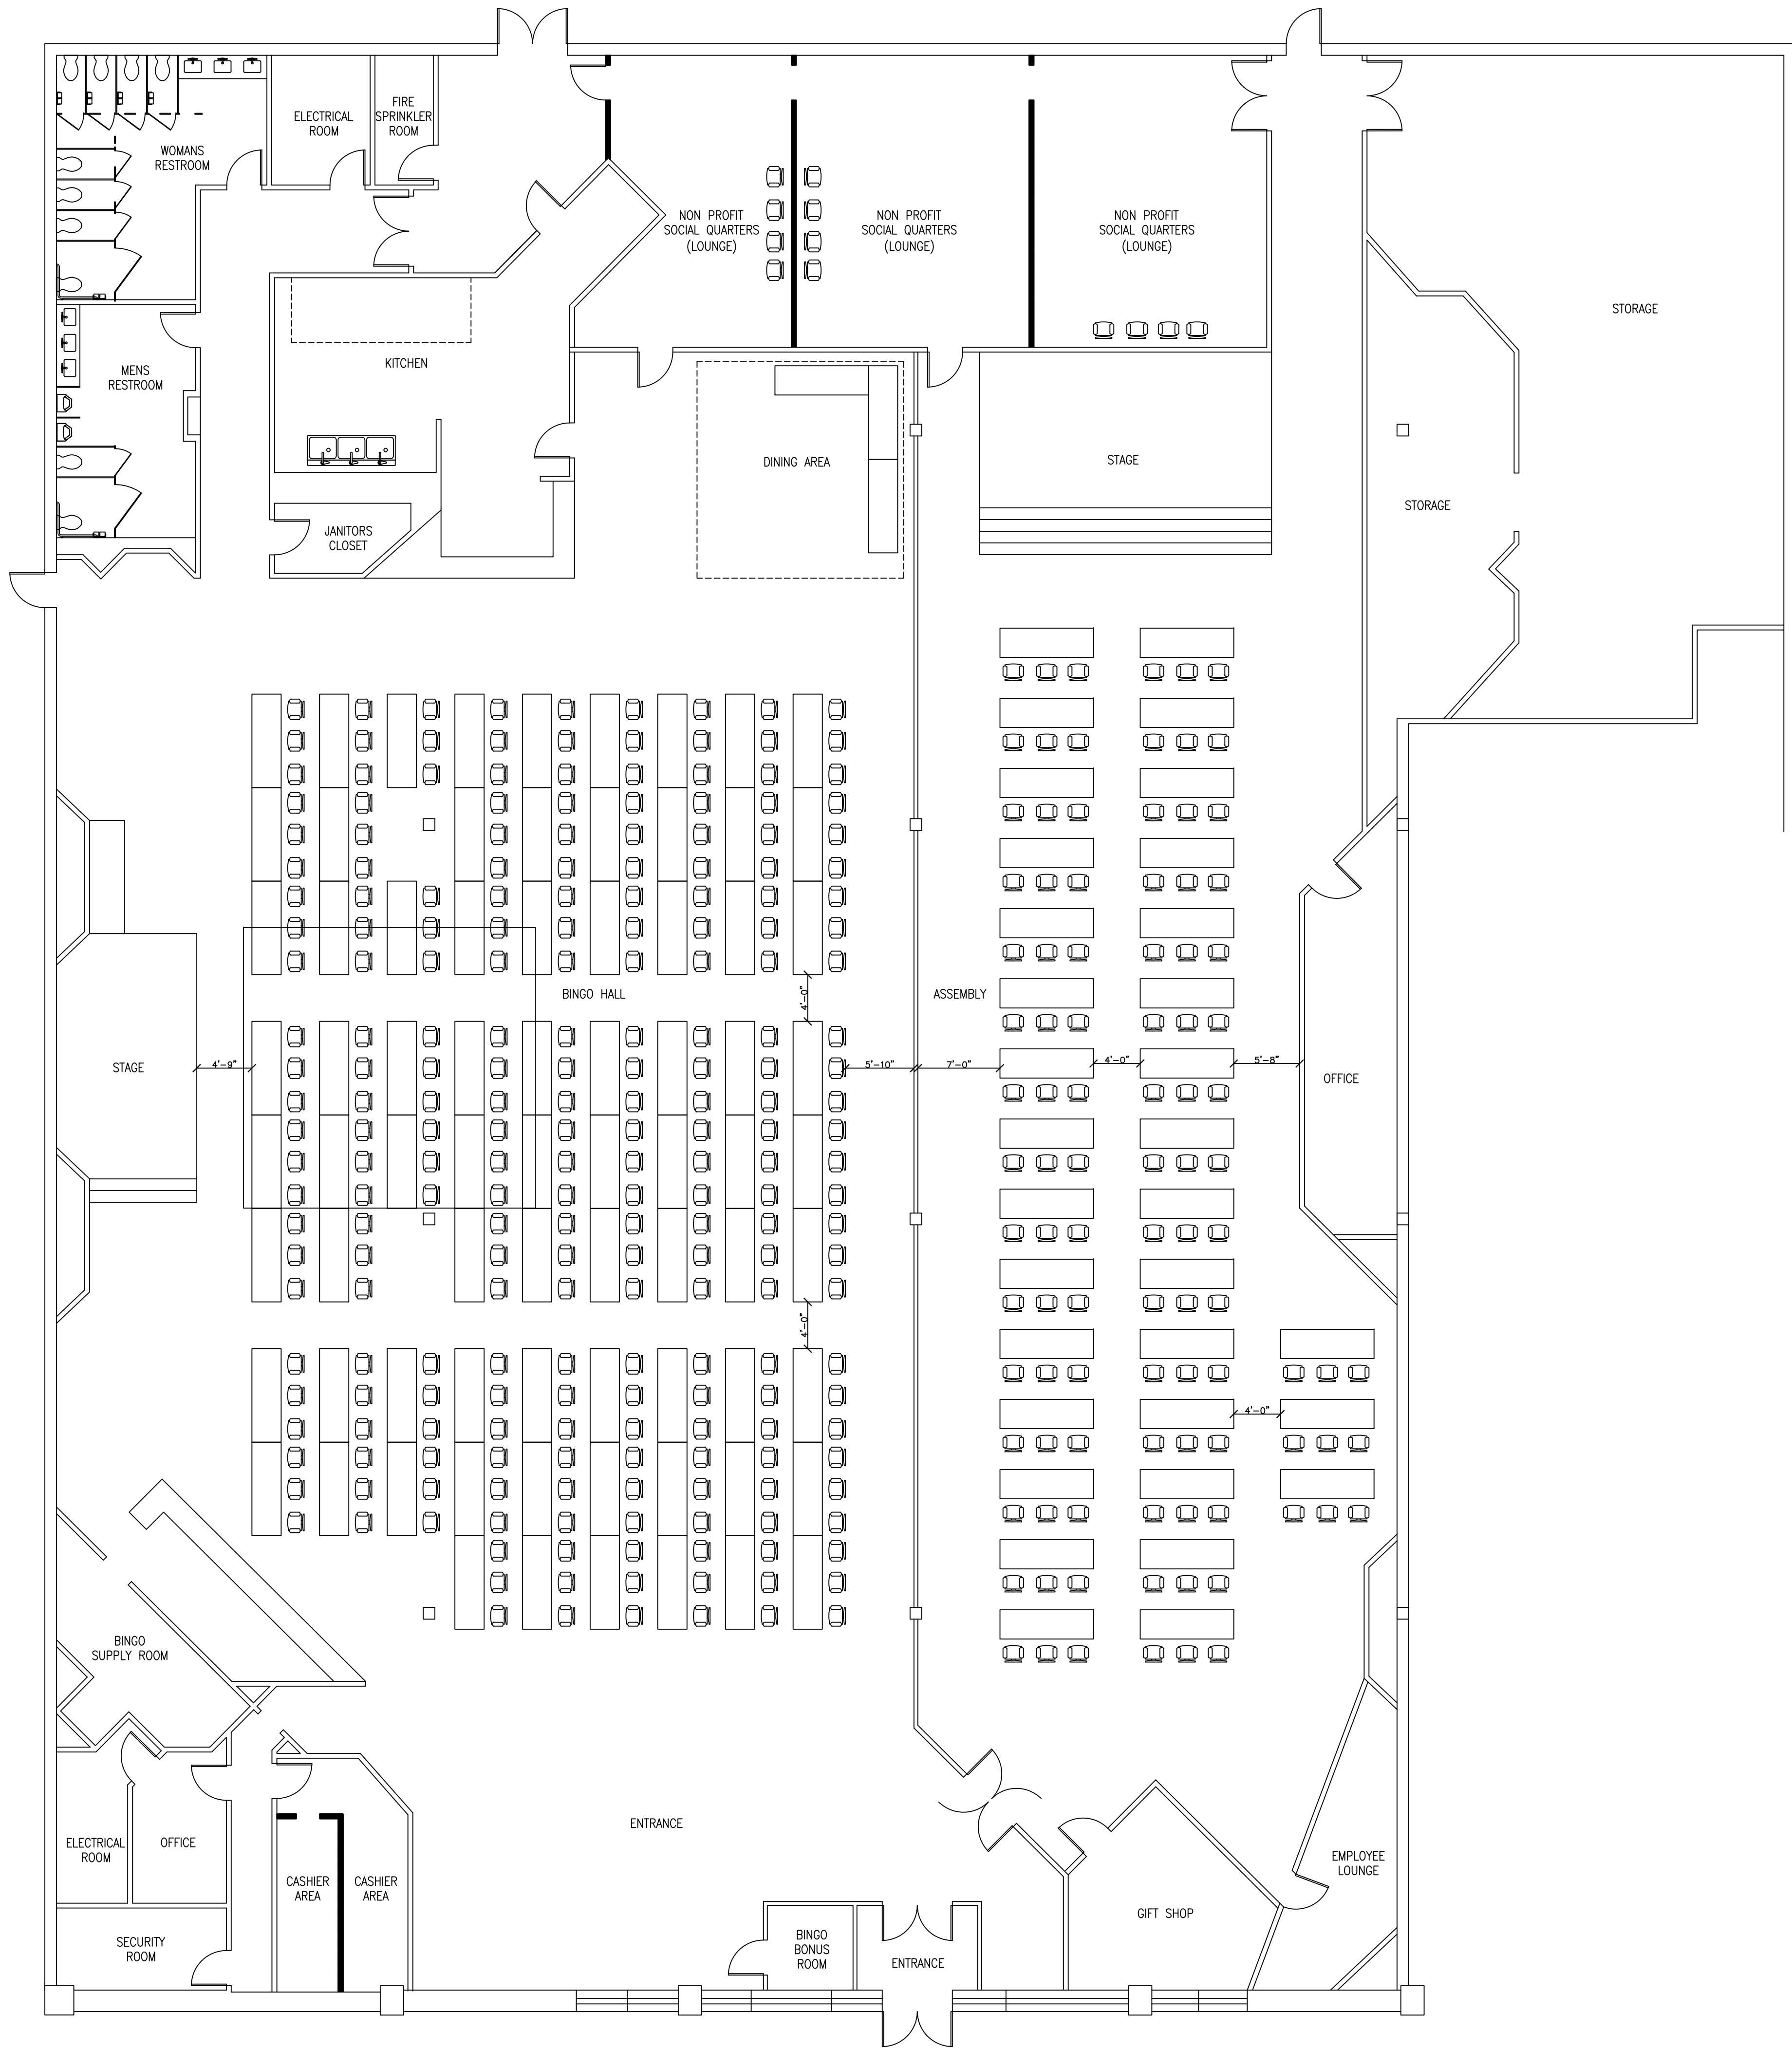 ELECTRICAL
ROOM
FIRE
SPRINKLER
ROOM
WOMANS
RESTROOM
NON PROFIT
SOCIAL QUARTERS
(LOUNGE)
NON PROFIT
SOCIAL QUARTERS
(LOUNGE)
NON PROFIT
SOCIAL QUARTERS
(LOUNGE)
STORAGE
MENS
RESTROOM
KITCHEN
DINING AREA
STAGE
STORAGE
JANITORS
CLOSET
BINGO HALL
4'-0"
ASSEMBLY
STAGE
4'-9"
5'-10"
7'-0"
4'-0"
5'-8"
OFFICE
4'-0"
4'-0"
BINGO
SUPPLY ROOM
ENTRANCE
ELECTRICAL
ROOM
OFFICE
CASHIER
AREA
CASHIER
AREA
EMPLOYEE
LOUNGE
GIFT SHOP
SECURITY
ROOM
BINGO
BONUS
ROOM
ENTRANCE